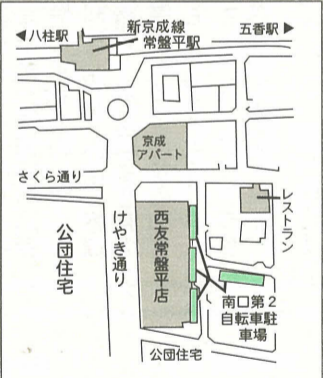 ◀八柱駅
新京成線
常盤平駅
五香駅▶
京成
アパート
さくら通り
レストラン
公団住宅
けやき通り
西友常盤平店
南口第2
自転車駐
車場
公団住宅